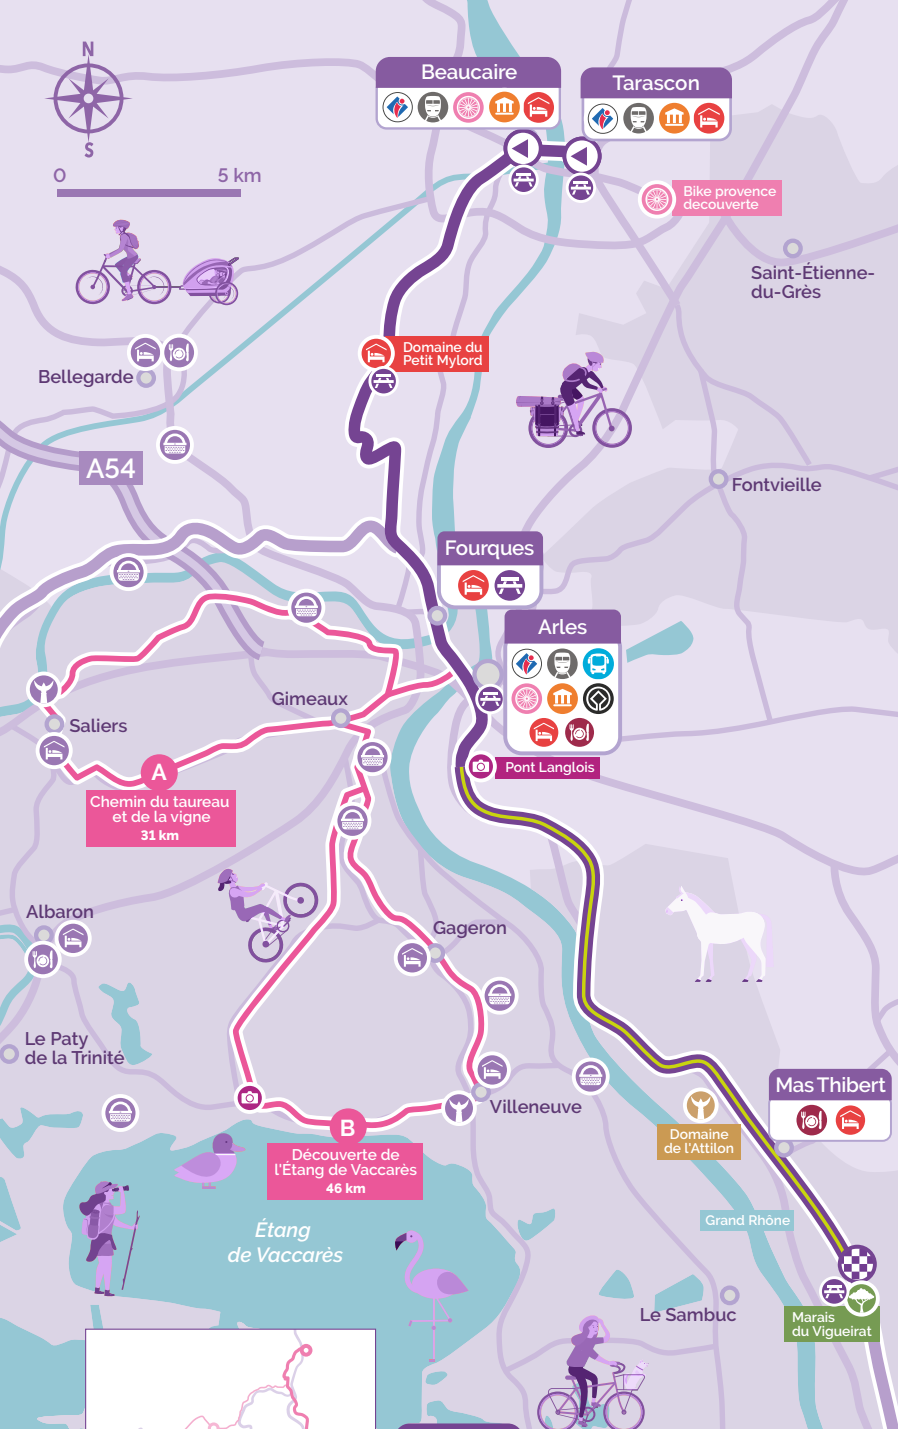 N
S
0 5 km
Beaucaire
Tarascon
Bike provence
decouverte
Saint-Étienne-
du-Grès
Domaine du
Petit Mylord
Bellegarde
A54
Fontvieille
Fourques
Arles
Gimeaux
Saliers
Pont Langlois
A
Chemin du taureau
et de la vigne
31 km
Albaron
Gageron
Le Paty
de la Trinité
Mas Thibert
Villeneuve
B
Découverte de
l'Étang de Vaccarès
46 km
Domaine
de l'Attilon
Grand Rhône
Étang
de Vaccarès
Le Sambuc
Marais
du Vigueirat